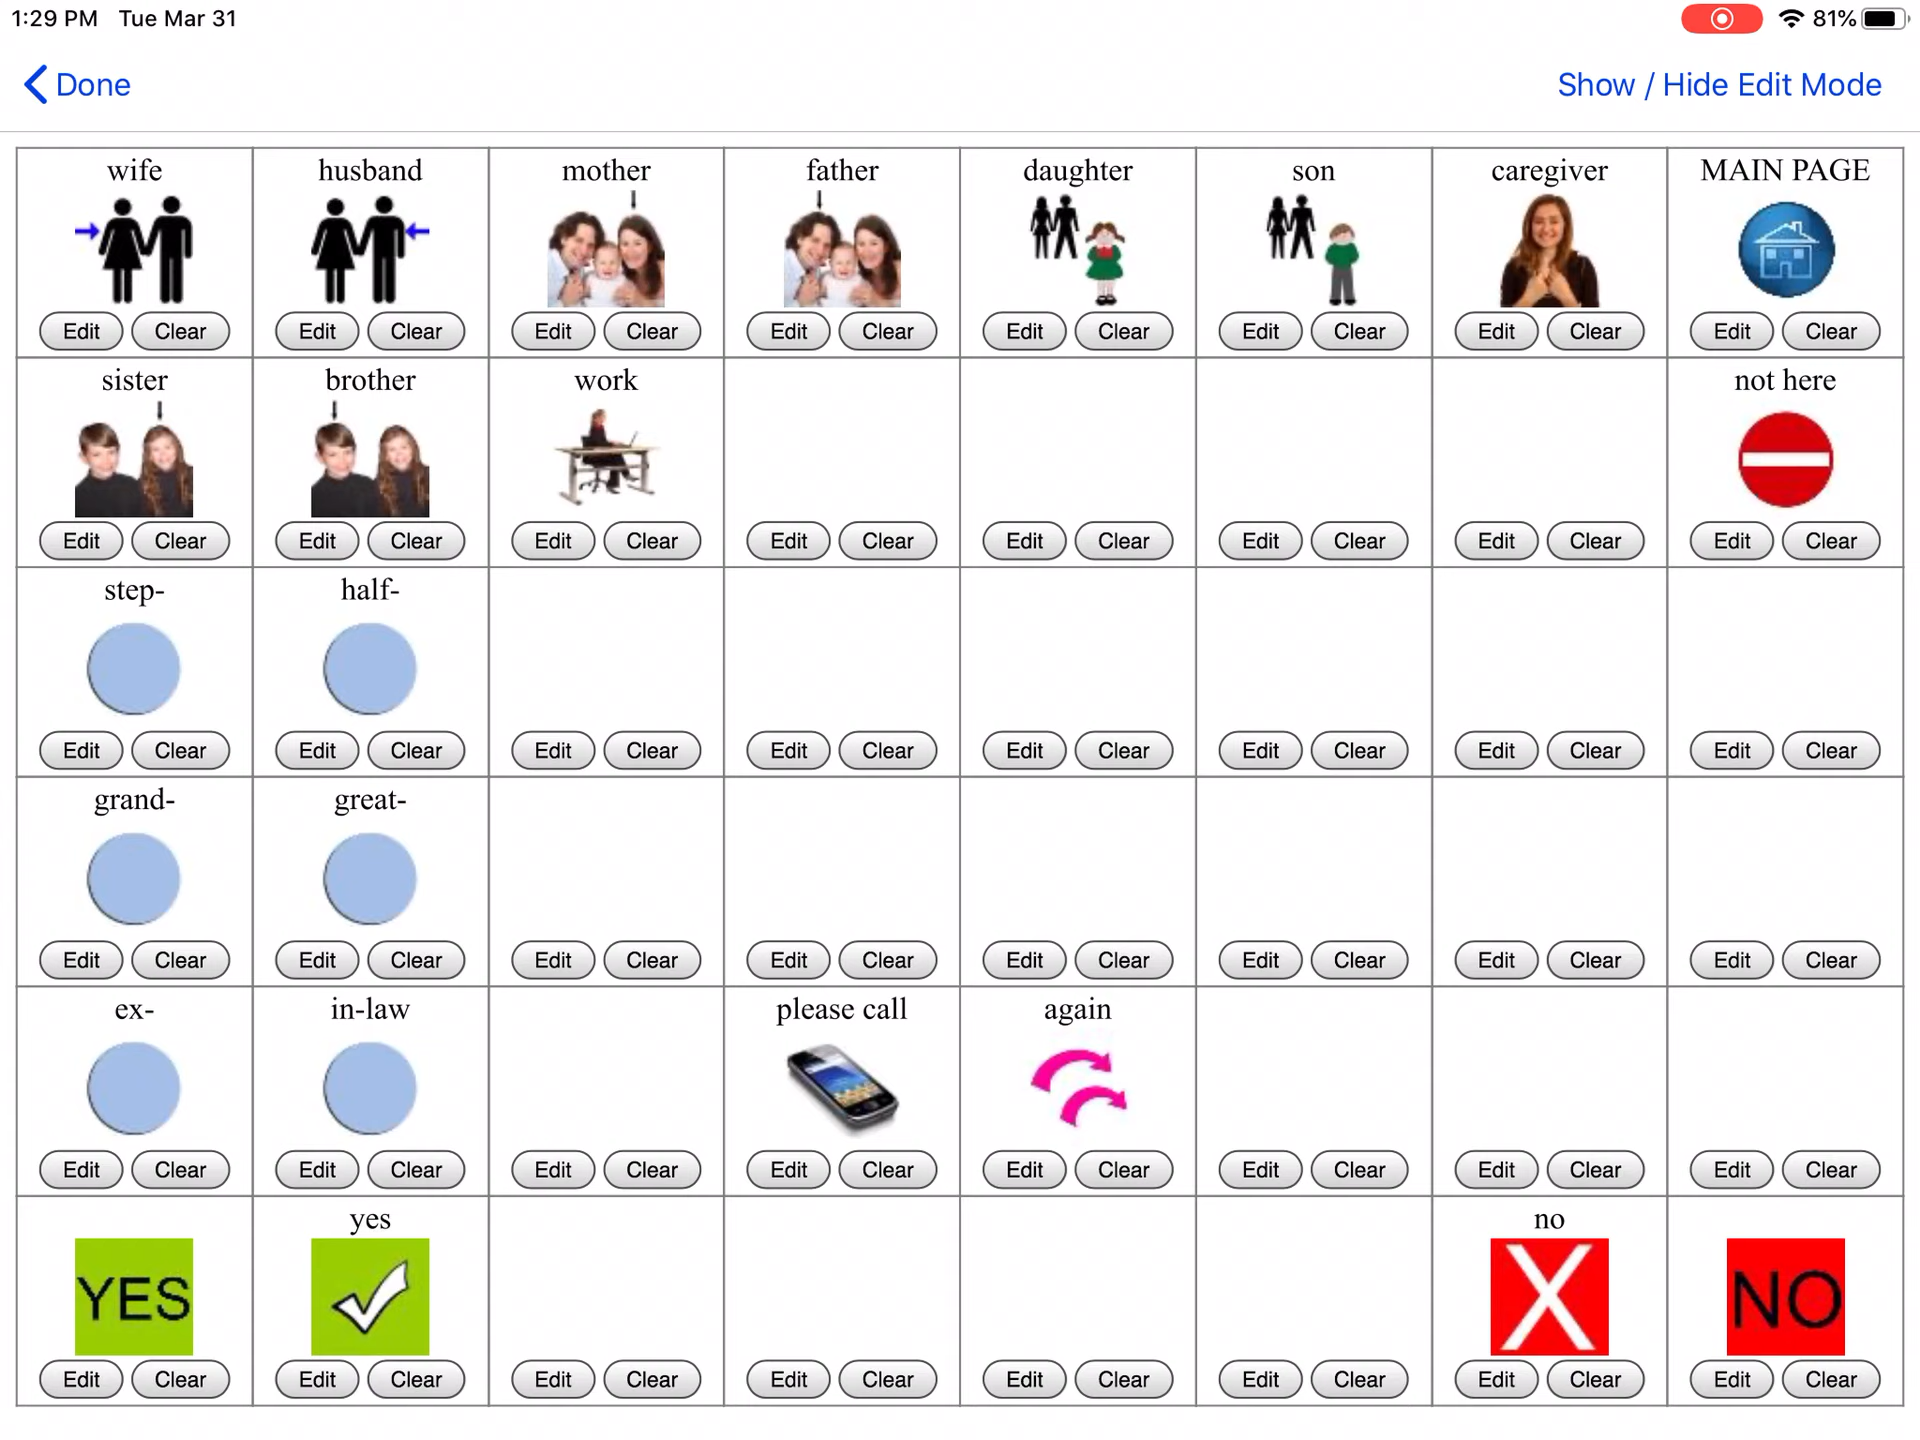 1:29 PM Tue Mar 31 81%
Done Show / Hide Edit Mode
wife husband mother father daughter son caregiver MAIN PAGE
Edit Clear Edit Clear Edit Clear Edit Clear Edit Clear Edit Clear Edit Clear Edit Clear
sister brother work not here
Edit Clear Edit Clear Edit Clear Edit Clear Edit Clear Edit Clear Edit Clear Edit Clear
step- half-
Edit Clear Edit Clear Edit Clear Edit Clear Edit Clear Edit Clear Edit Clear Edit Clear
grand- great-
Edit Clear Edit Clear Edit Clear Edit Clear Edit Clear Edit Clear Edit Clear Edit Clear
ex- in-law please call again
Edit Clear Edit Clear Edit Clear Edit Clear Edit Clear Edit Clear Edit Clear Edit Clear
yes no
YES X NO
Edit Clear Edit Clear Edit Clear Edit Clear Edit Clear Edit Clear Edit Clear Edit Clear